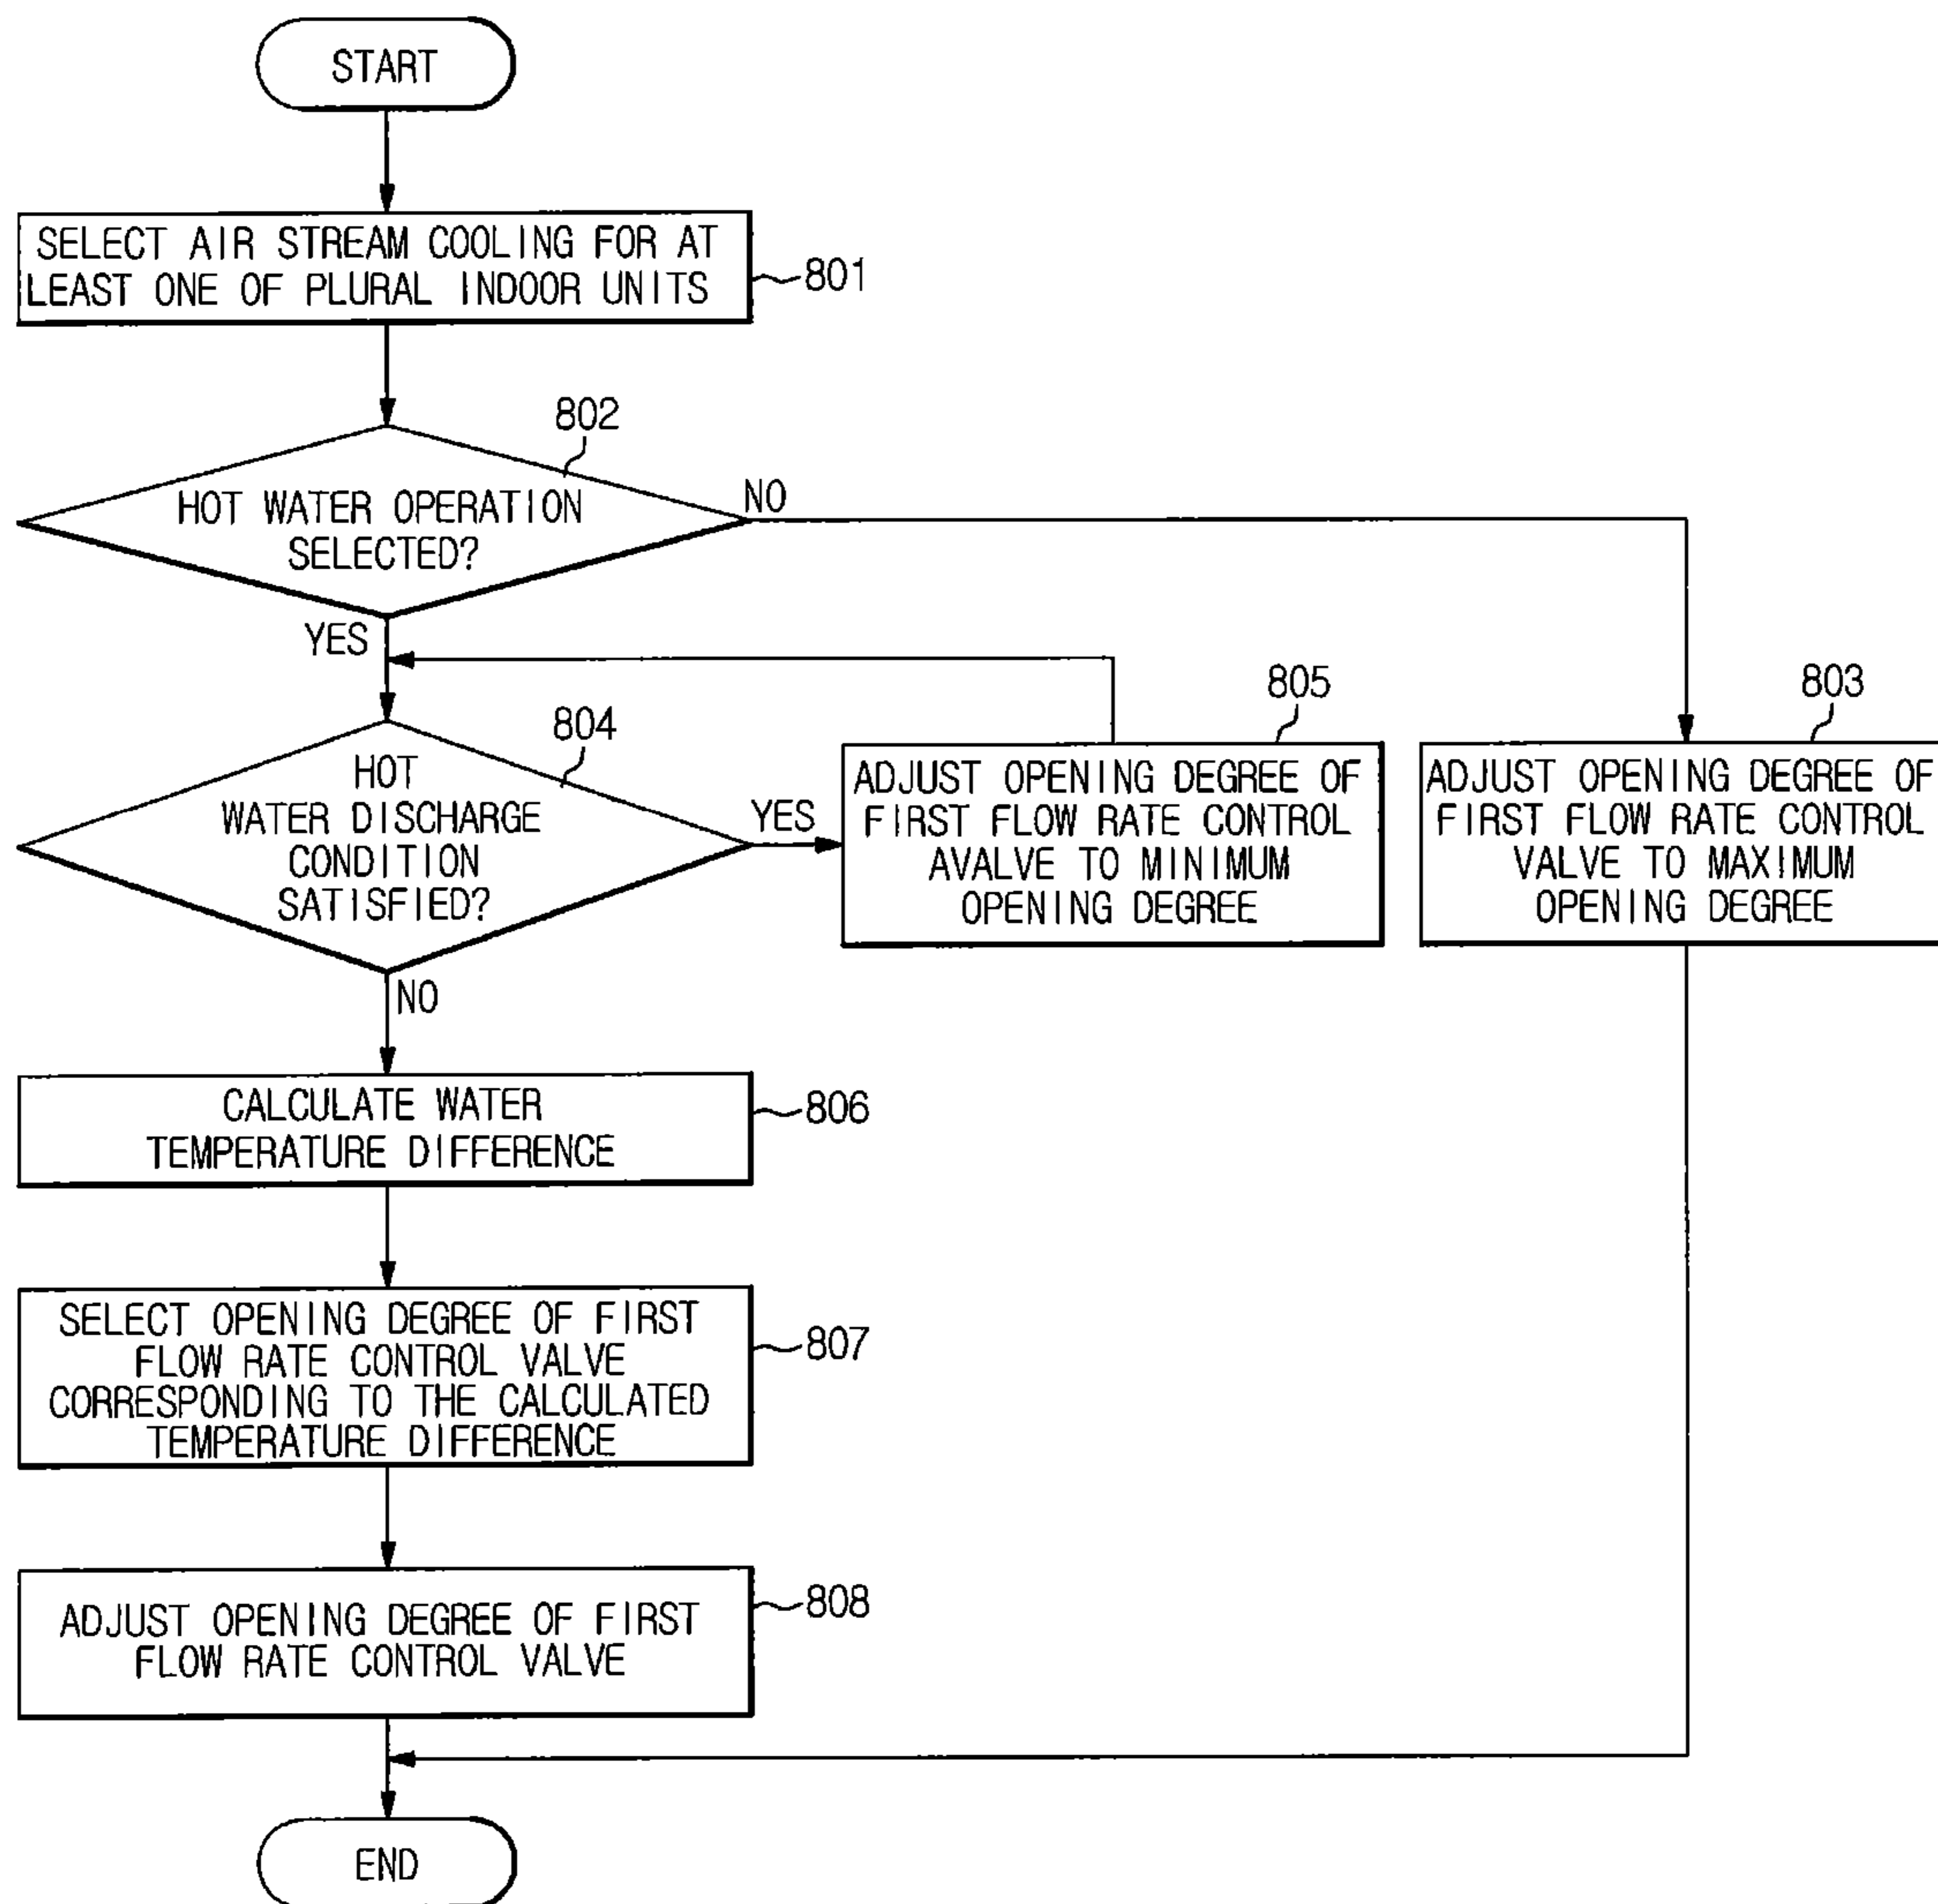 START
SELECT AIR STREAM COOLING FOR AT
LEAST ONE OF PLURAL INDOOR UNITS
801
802
HOT WATER OPERATION
SELECTED?
NO
YES
804
HOT
WATER DISCHARGE
CONDITION
SATISFIED?
YES
NO
805
ADJUST OPENING DEGREE OF
FIRST FLOW RATE CONTROL
AVALVE TO MINIMUM
OPENING DEGREE
803
ADJUST OPENING DEGREE OF
FIRST FLOW RATE CONTROL
VALVE TO MAXIMUM
OPENING DEGREE
CALCULATE WATER
TEMPERATURE DIFFERENCE
806
SELECT OPENING DEGREE OF FIRST
FLOW RATE CONTROL VALVE
CORRESPONDING TO THE CALCULATED
TEMPERATURE DIFFERENCE
807
ADJUST OPENING DEGREE OF FIRST
FLOW RATE CONTROL VALVE
808
END